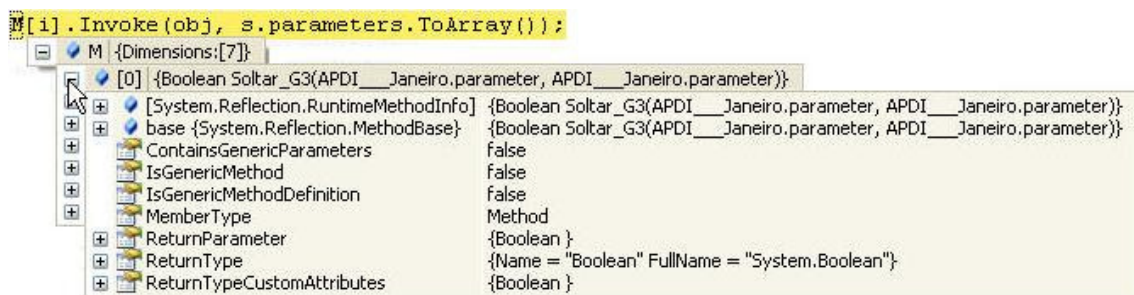 M[i].Invoke(obj, s.parameters.ToArray());
M {Dimensions:[7]}
[0] {Boolean Soltar_G3(APDI___Janeiro.parameter, APDI___Janeiro.parameter)}
[System.Reflection.RuntimeMethodInfo] {Boolean Soltar_G3(APDI___Janeiro.parameter, APDI___Janeiro.parameter)}
base {System.Reflection.MethodBase} {Boolean Soltar_G3(APDI___Janeiro.parameter, APDI___Janeiro.parameter)}
ContainsGenericParameters false
IsGenericMethod false
IsGenericMethodDefinition false
MemberType Method
ReturnParameter {Boolean }
ReturnType {Name = "Boolean" FullName = "System.Boolean"}
ReturnTypeCustomAttributes {Boolean }